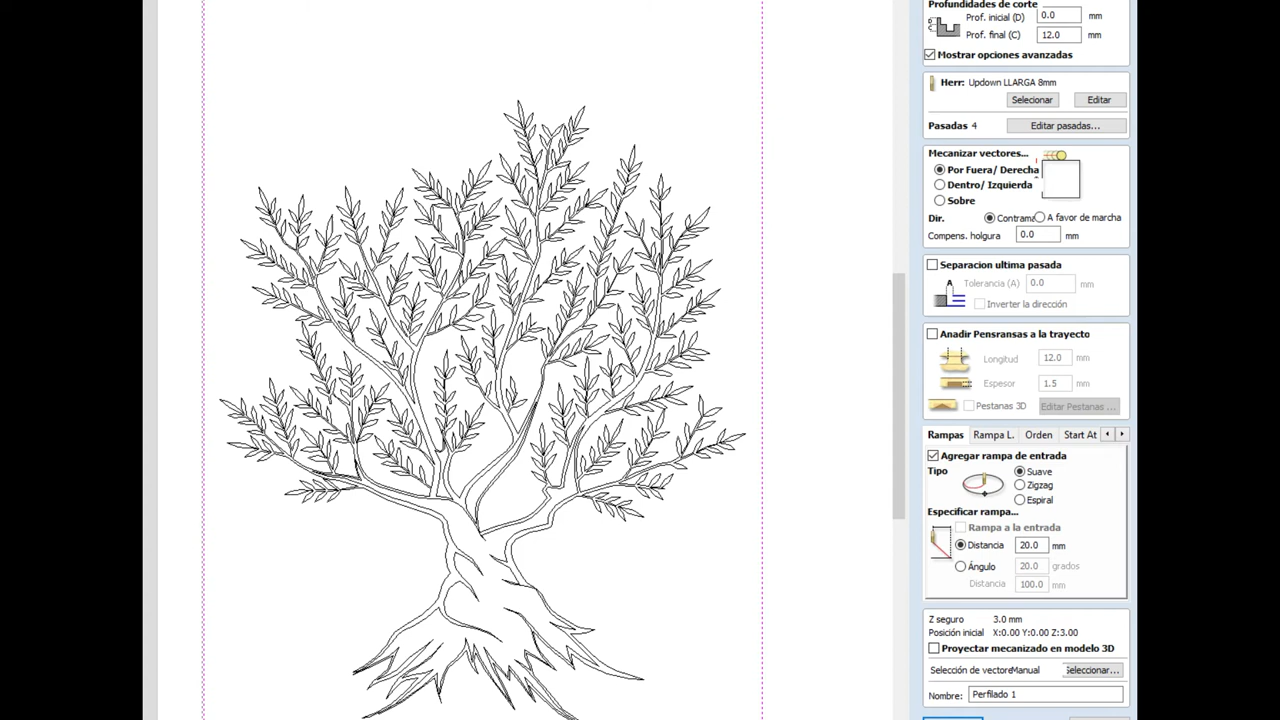 Profundidades de corte
Prof. inicial (D) 0.0 mm
Prof. final (C) 12.0 mm
Mostrar opciones avanzadas
Herr: Updown LLARGA 8mm
Selecionar Editar
Pasadas 4 Editar pasadas...
Mecanizar vectores...
Por Fuera/ Derecha
Dentro/ Izquierda
Sobre
Dir. Contrama A favor de marcha
Compens. holgura 0.0 mm
Separacion ultima pasada
A Tolerancia (A) 0.0 mm
Inverter la dirección
Anadir Pensransas a la trayecto
Longitud 12.0 mm
Espesor 1.5 mm
Pestanas 3D Editar Pestanas ...
Rampas Rampa L. Orden Start At
Agregar rampa de entrada
Tipo Suave
Zigzag
Espiral
Especificar rampa...
Rampa a la entrada
Distancia 20.0 mm
Ángulo 20.0 grados
Distancia 100.0 mm
Z seguro 3.0 mm
Posición inicial X:0.00 Y:0.00 Z:3.00
Proyectar mecanizado en modelo 3D
Selección de vectore Manual Seleccionar...
Nombre: Perfilado 1